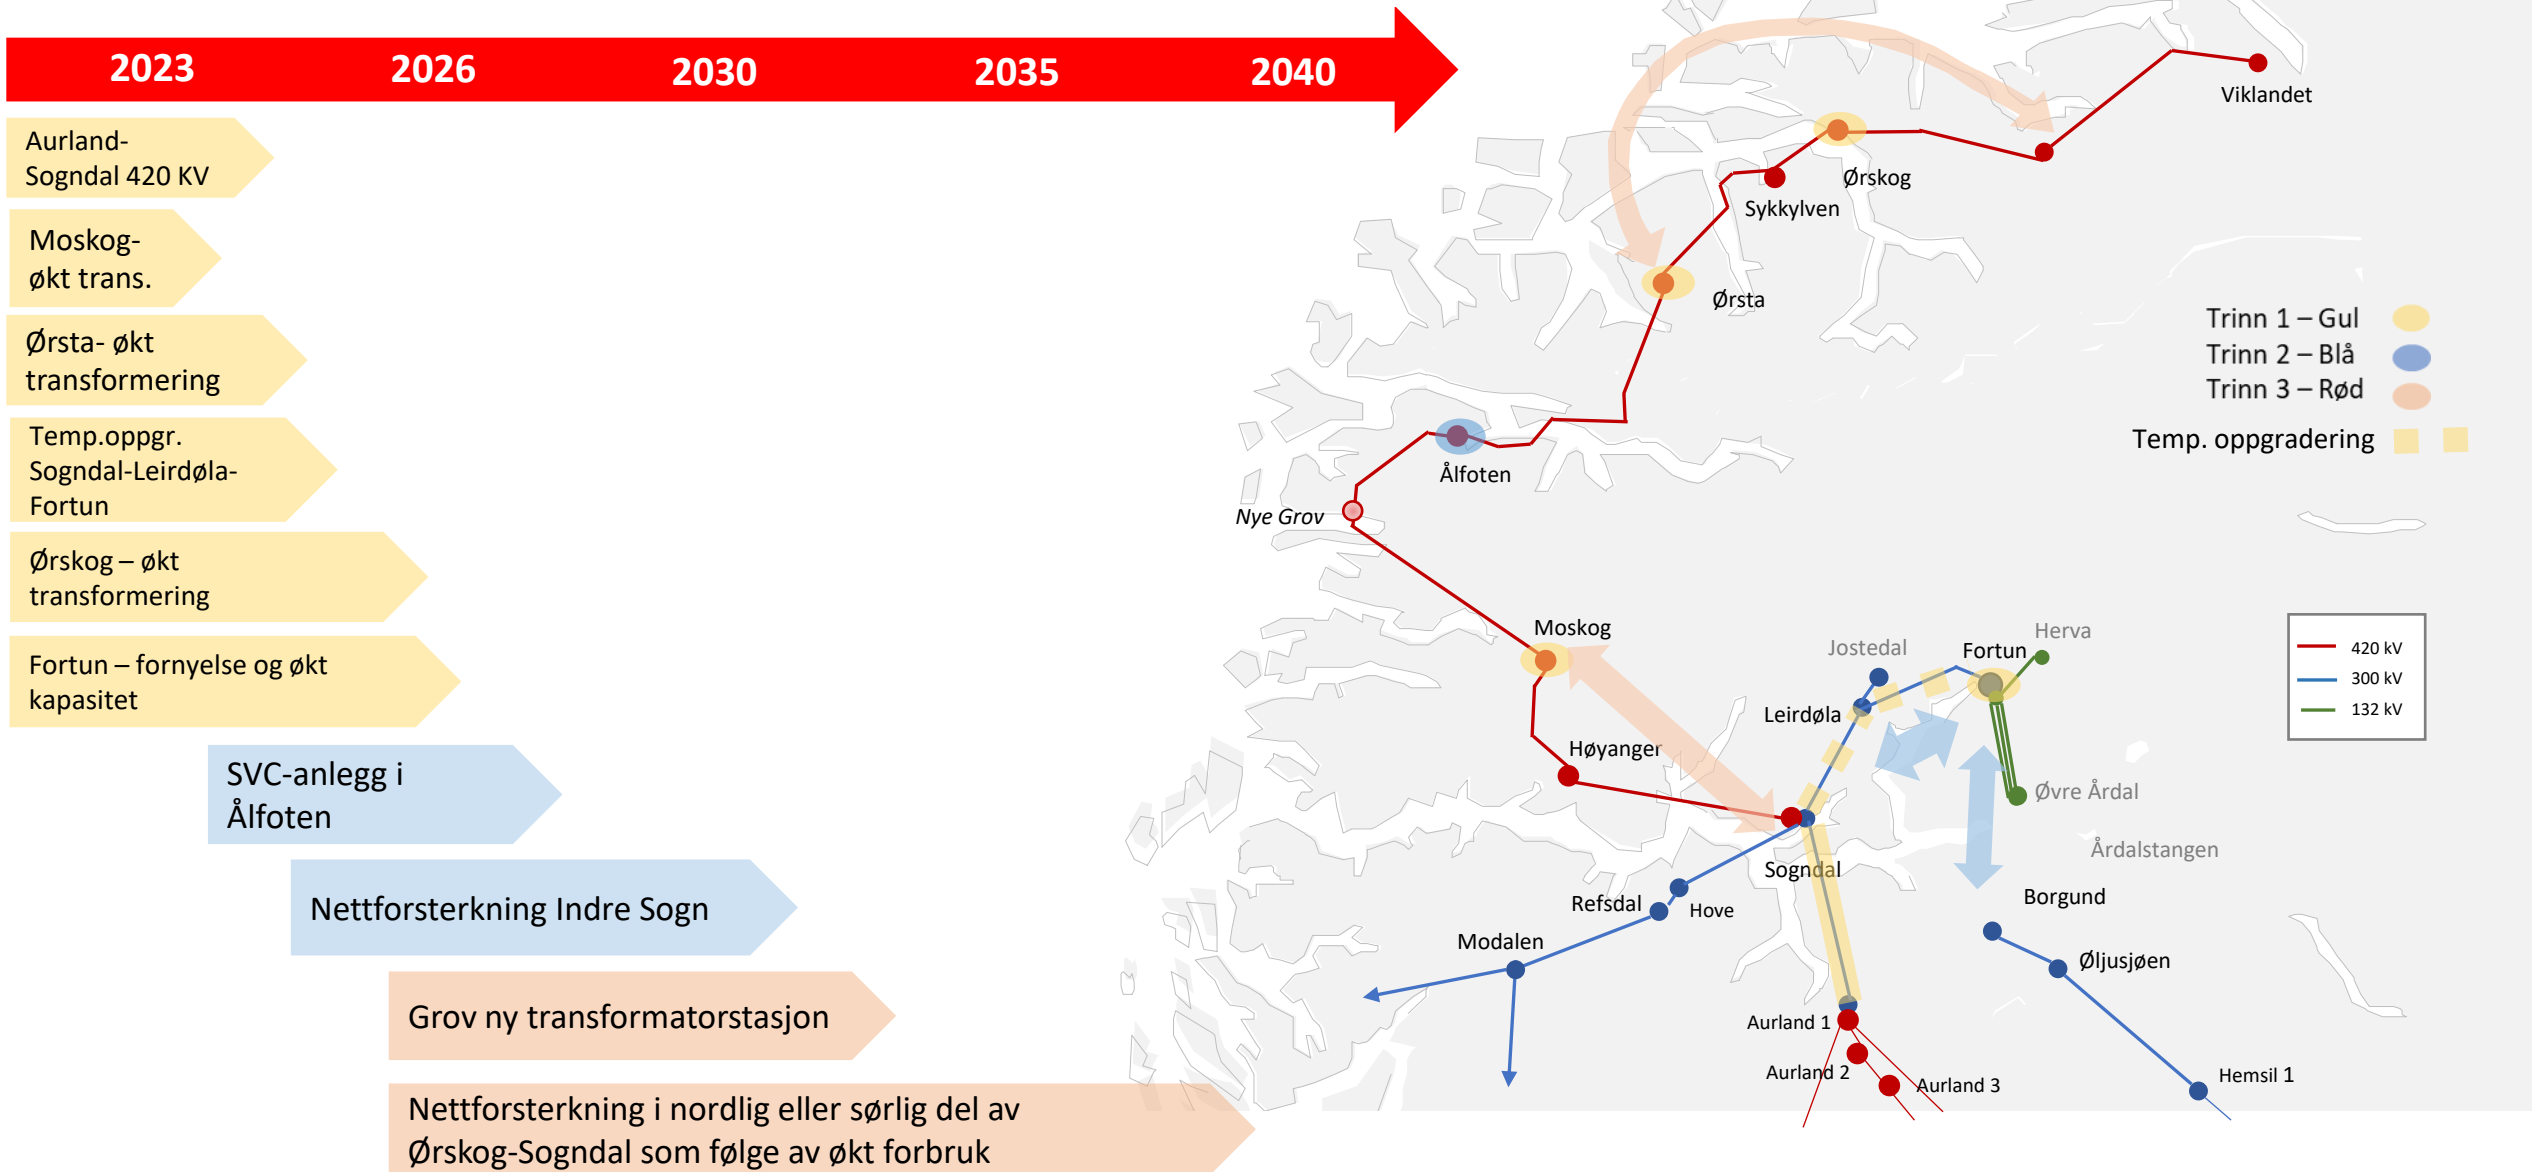 2023 2026 2030 2035 2040
Aurland-
Sogndal 420 KV
Moskog-
økt trans.
Ørsta- økt
transformering
Temp.oppgr.
Sogndal-Leirdøla-
Fortun
Ørskog – økt
transformering
Fortun – fornyelse og økt
kapasitet
SVC-anlegg i
Ålfoten
Nettforsterkning Indre Sogn
Grov ny transformatorstasjon
Nettforsterkning i nordlig eller sørlig del av
Ørskog-Sogndal som følge av økt forbruk
Viklandet
Ørskog
Sykkylven
Ørsta
Trinn 1 – Gul
Trinn 2 – Blå
Trinn 3 – Rød
Temp. oppgradering
Ålfoten
Nye Grov
Moskog
Jostedal
Fortun
Herva
420 kV
300 kV
132 kV
Leirdøla
Høyanger
Øvre Årdal
Årdalstangen
Sogndal
Refsdal
Hove
Borgund
Modalen
Øljusjøen
Aurland 1
Aurland 2
Aurland 3
Hemsil 1